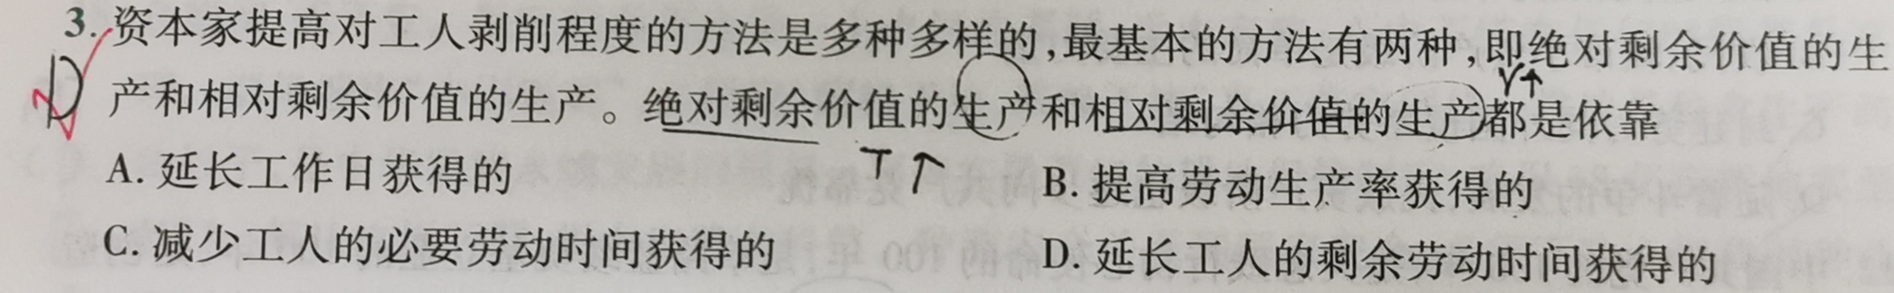 3. 资本家提高对工人剥削程度的方法是多种多样的,最基本的方法有两种,即绝对剩余价值的生
产和相对剩余价值的生产。绝对剩余价值的生产和相对剩余价值的生产都是依靠
D
V↑
T↑
A. 延长工作日获得的 B. 提高劳动生产率获得的
C. 减少工人的必要劳动时间获得的 D. 延长工人的剩余劳动时间获得的